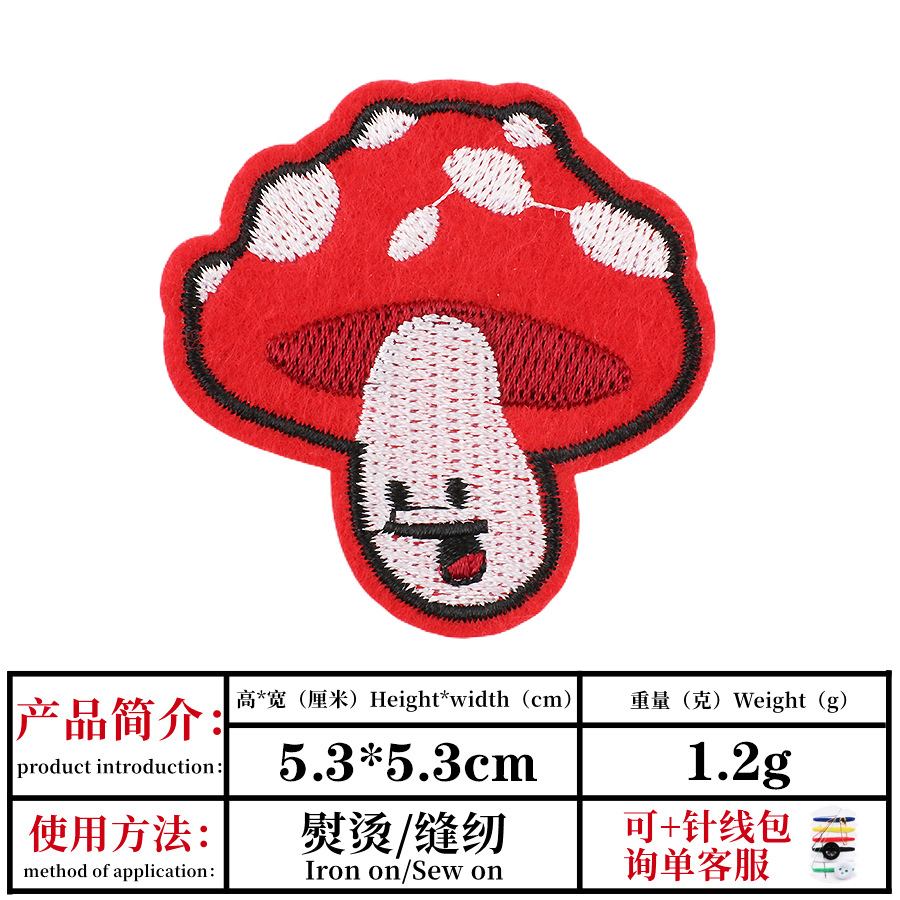 产品简介：
product introduction:
高*宽（厘米）Height*width（cm）
重量（克）Weight（g）
5.3*5.3cm
1.2g
使用方法：
method of application:
熨烫/缝纫
Iron on/Sew on
可+针线包
询单客服